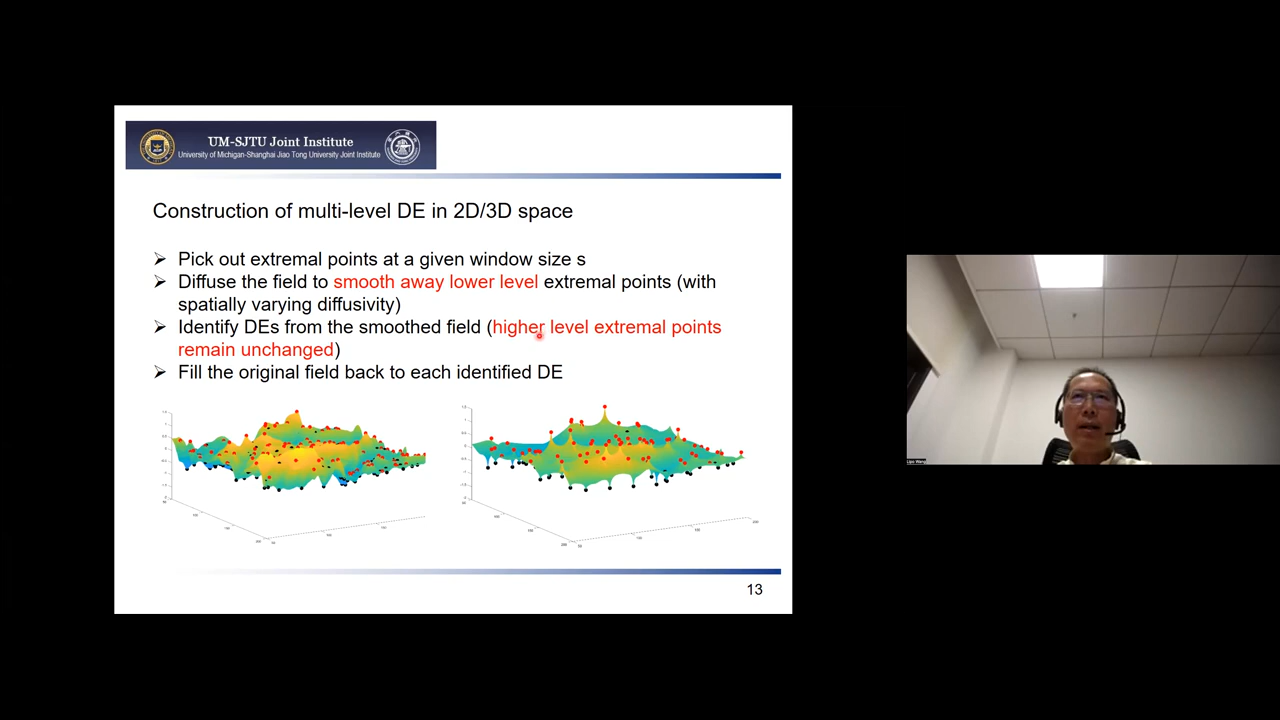 UM-SJTU Joint Institute
University of Michigan-Shanghai Jiao Tong University Joint Institute
Construction of multi-level DE in 2D/3D space
➢ Pick out extremal points at a given window size s
➢ Diffuse the field to smooth away lower level extremal points (with
spatially varying diffusivity)
➢ Identify DEs from the smoothed field (higher level extremal points
remain unchanged)
➢ Fill the original field back to each identified DE
13
Lipo Wang